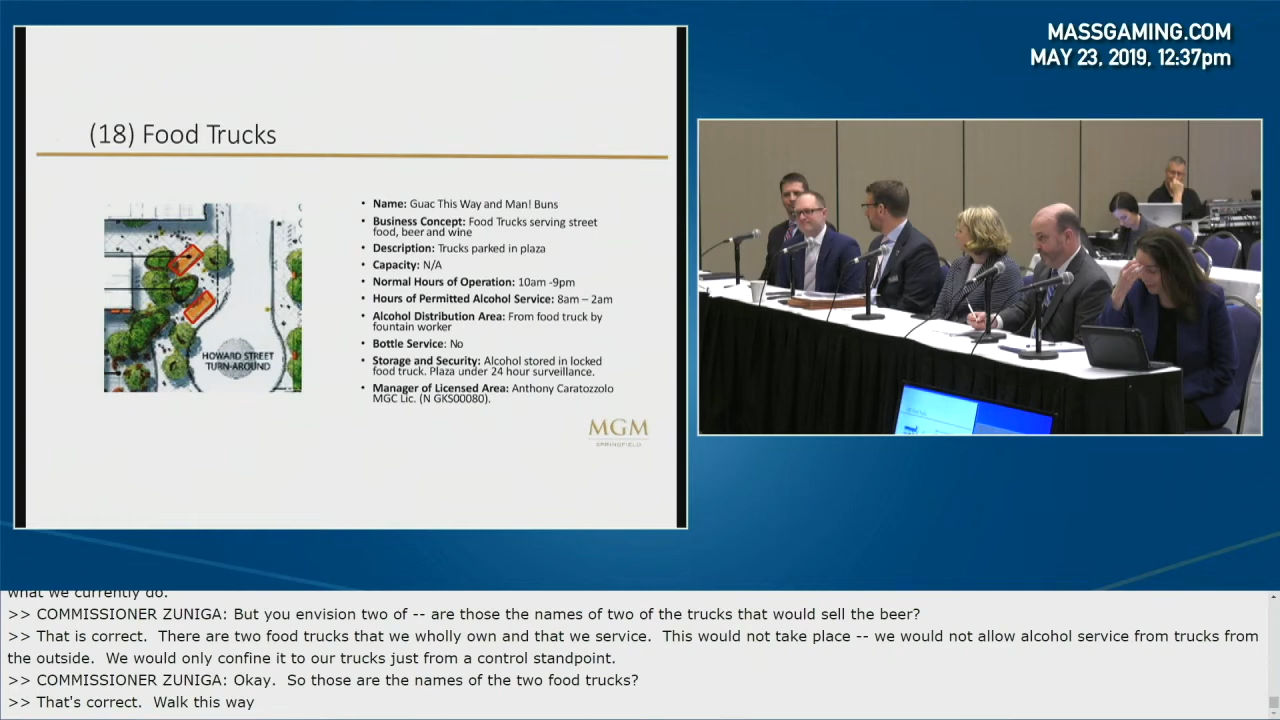 MASSGAMING.COM
MAY 23, 2019, 12:37pm
(18) Food Trucks
• Name: Guac This Way and Man! Buns
• Business Concept: Food Trucks serving street
food, beer and wine
• Description: Trucks parked in plaza
• Capacity: N/A
• Normal Hours of Operation: 10am -9pm
• Hours of Permitted Alcohol Service: 8am – 2am
• Alcohol Distribution Area: From food truck by
fountain worker
• Bottle Service: No
• Storage and Security: Alcohol stored in locked
food truck. Plaza under 24 hour surveillance.
• Manager of Licensed Area: Anthony Caratozzolo
MGC Lic. (N GKS00080).
HOWARD STREET
TURN-AROUND
MGM
SPRINGFIELD
what we currently do.
>> COMMISSIONER ZUNIGA: But you envision two of -- are those the names of two of the trucks that would sell the beer?
>> That is correct. There are two food trucks that we wholly own and that we service. This would not take place -- we would not allow alcohol service from trucks from
the outside. We would only confine it to our trucks just from a control standpoint.
>> COMMISSIONER ZUNIGA: Okay. So those are the names of the two food trucks?
>> That's correct. Walk this way